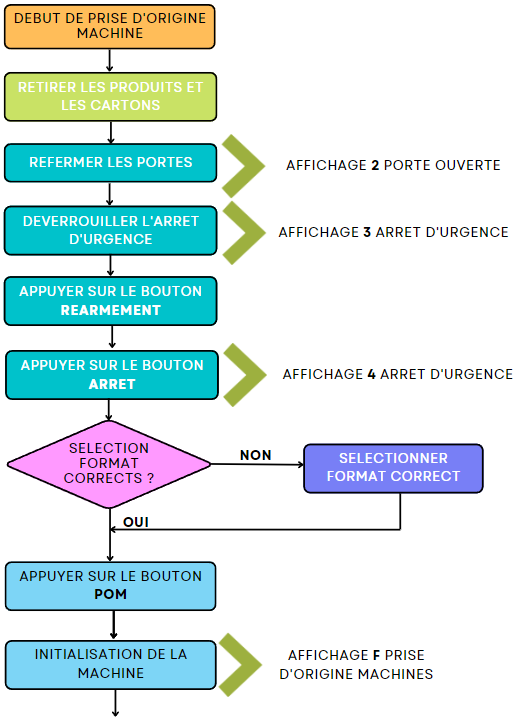 DEBUT DE PRISE D'ORIGINE
MACHINE
RETIRER LES PRODUITS ET
LES CARTONS
REFERMER LES PORTES
AFFICHAGE 2 PORTE OUVERTE
DEVERROUILLER L'ARRET
D'URGENCE
AFFICHAGE 3 ARRET D'URGENCE
APPUYER SUR LE BOUTON
REARMEMENT
APPUYER SUR LE BOUTON
ARRET
AFFICHAGE 4 ARRET D'URGENCE
SELECTION
FORMAT
CORRECTS ?
NON
SELECTIONNER
FORMAT CORRECT
OUI
APPUYER SUR LE BOUTON
POM
INITIALISATION DE LA
MACHINE
AFFICHAGE F PRISE
D'ORIGINE MACHINES